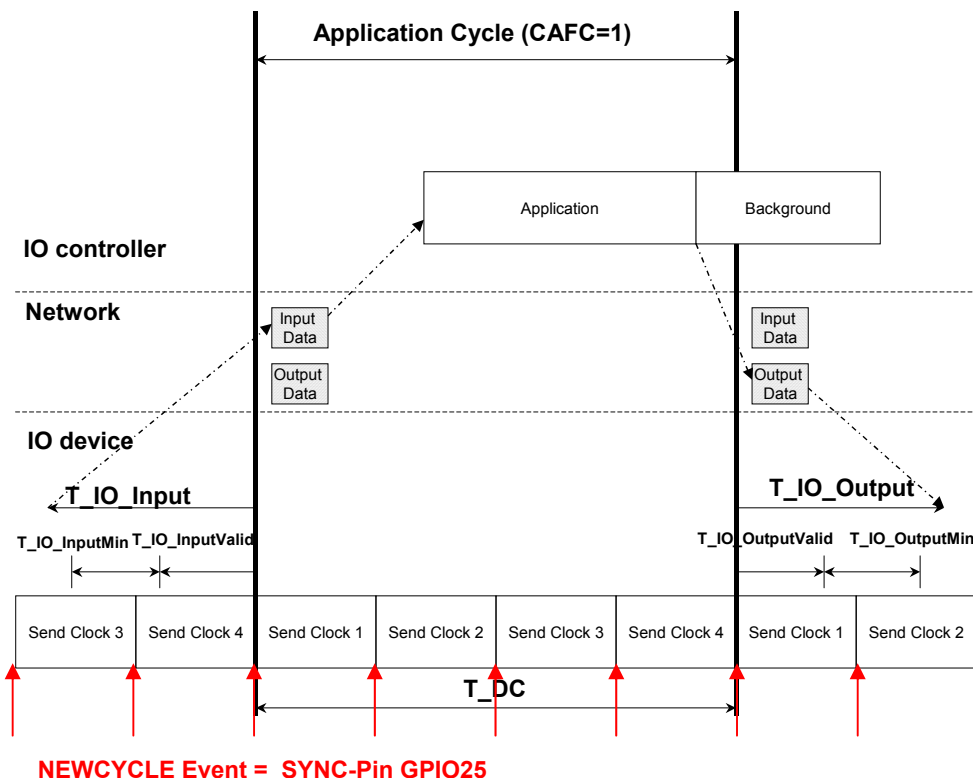 Application Cycle (CAFC=1)
Application
Background
IO controller
Network
Input
Data
Input
Data
Output
Data
Output
Data
IO device
T_IO_Input
T_IO_Output
T_IO_InputMin
T_IO_InputValid
T_IO_OutputValid
T_IO_OutputMin
Send Clock 3
Send Clock 4
Send Clock 1
Send Clock 2
Send Clock 3
Send Clock 4
Send Clock 1
Send Clock 2
T_DC
NEWCYCLE Event = SYNC-Pin GPIO25